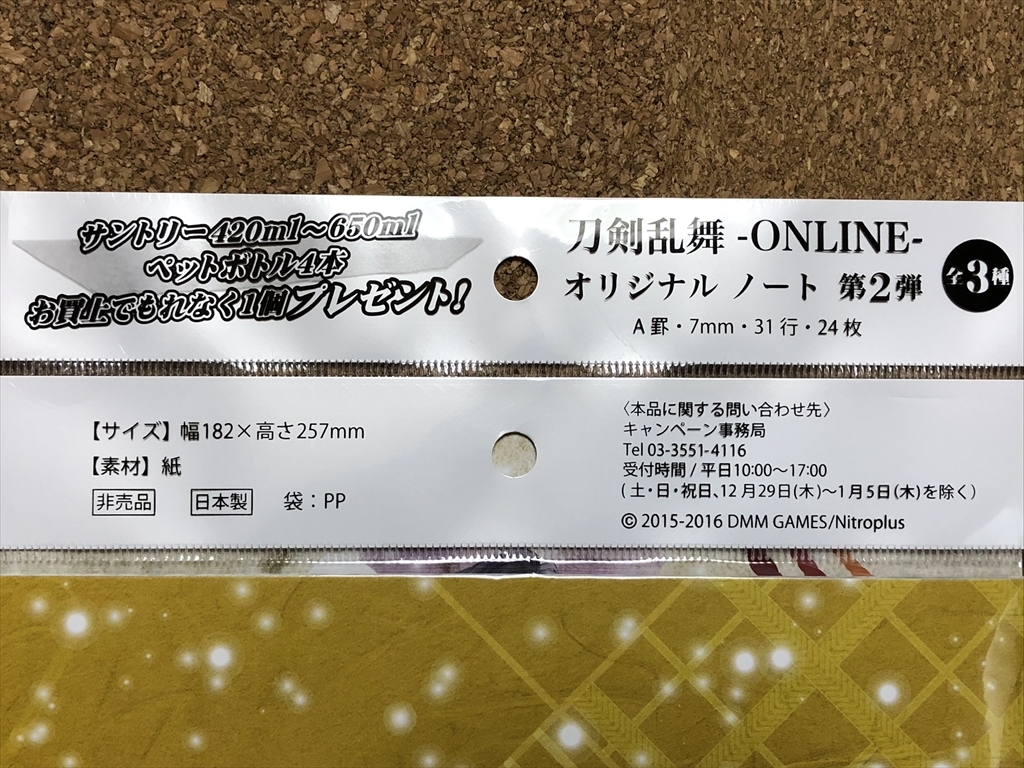 サントリー420ml～650ml
ペットボトル4本
お買上でもれなく1個プレゼント!
刀剣乱舞 -ONLINE-
オリジナル ノート 第2弾
全3種
A 罫・7mm・31 行・24 枚
【サイズ】幅182×高さ257mm
【素材】紙
非売品 日本製 袋：PP
〈本品に関する問い合わせ先〉
キャンペーン事務局
Tel 03-3551-4116
受付時間 / 平日10:00～17:00
( 土・日・祝日、12 月 29日(木)～1月5日(木)を除く)
© 2015-2016 DMM GAMES/Nitroplus